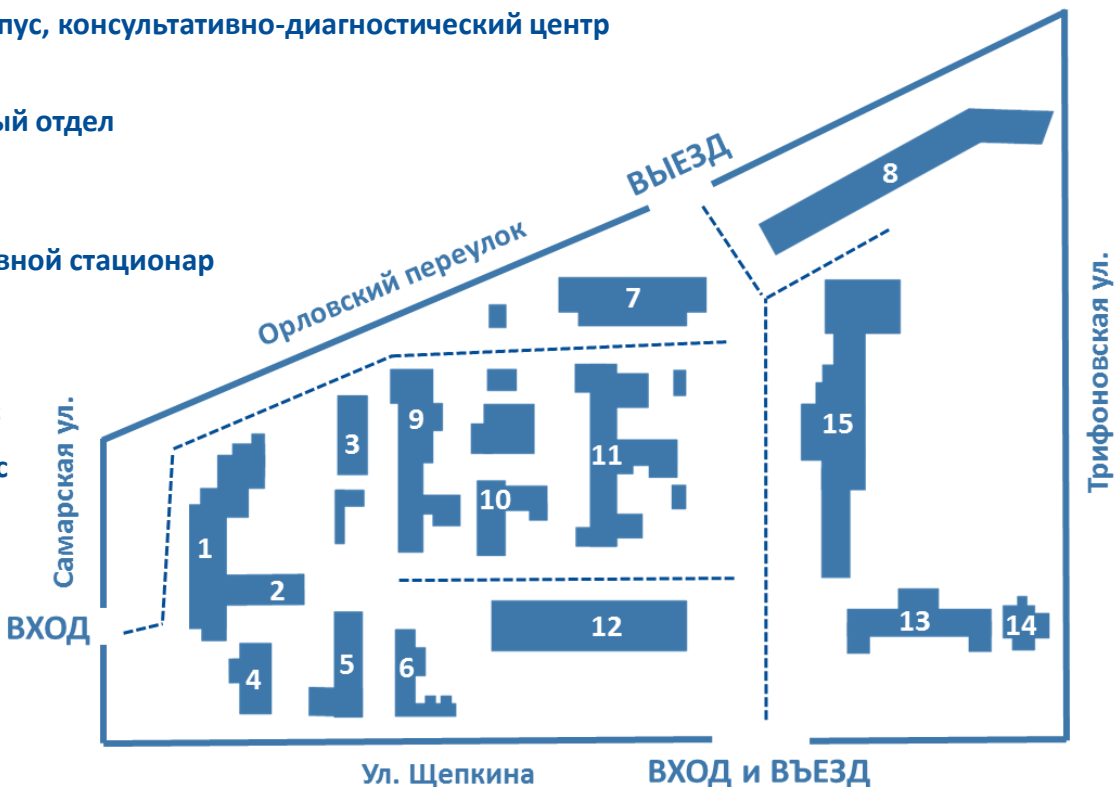 пус, консультативно-диагностический центр
ый отдел
вной стационар
с
ВЫЕЗД
Орловский переулок
Самарская ул.
Трифоновская ул.
ВХОД
Ул. Щепкина
ВХОД и ВЪЕЗД
8
7
3
9
15
11
10
1
2
12
13
14
4
5
6